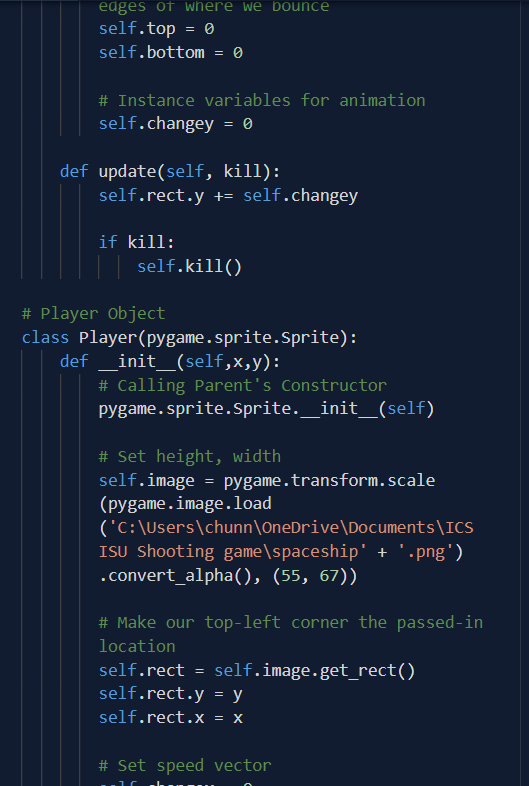 edges of where we bounce
self.top = 0
self.bottom = 0
# Instance variables for animation
self.changey = 0
def update(self, kill):
self.rect.y += self.changey
if kill:
self.kill()
# Player Object
class Player(pygame.sprite.Sprite):
def __init__(self,x,y):
# Calling Parent's Constructor
pygame.sprite.Sprite.__init__(self)
# Set height, width
self.image = pygame.transform.scale
(pygame.image.load
('C:\Users\chunn\OneDrive\Documents\ICS
ISU Shooting game\spaceship' + '.png')
.convert_alpha(), (55, 67))
# Make our top-left corner the passed-in
location
self.rect = self.image.get_rect()
self.rect.y = y
self.rect.x = x
# Set speed vector